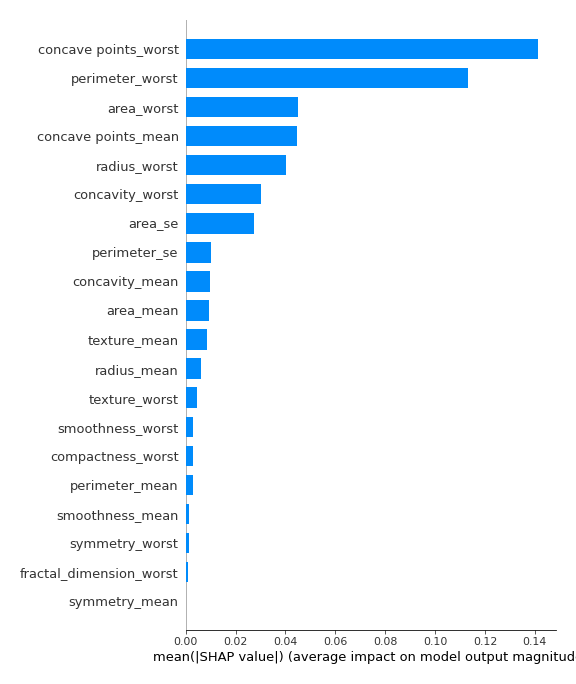 concave points_worst
perimeter_worst
area_worst
concave points_mean
radius_worst
concavity_worst
area_se
perimeter_se
concavity_mean
area_mean
texture_mean
radius_mean
texture_worst
smoothness_worst
compactness_worst
perimeter_mean
smoothness_mean
symmetry_worst
fractal_dimension_worst
symmetry_mean
0.00 0.02 0.04 0.06 0.08 0.10 0.12 0.14
mean(|SHAP value|) (average impact on model output magnitud